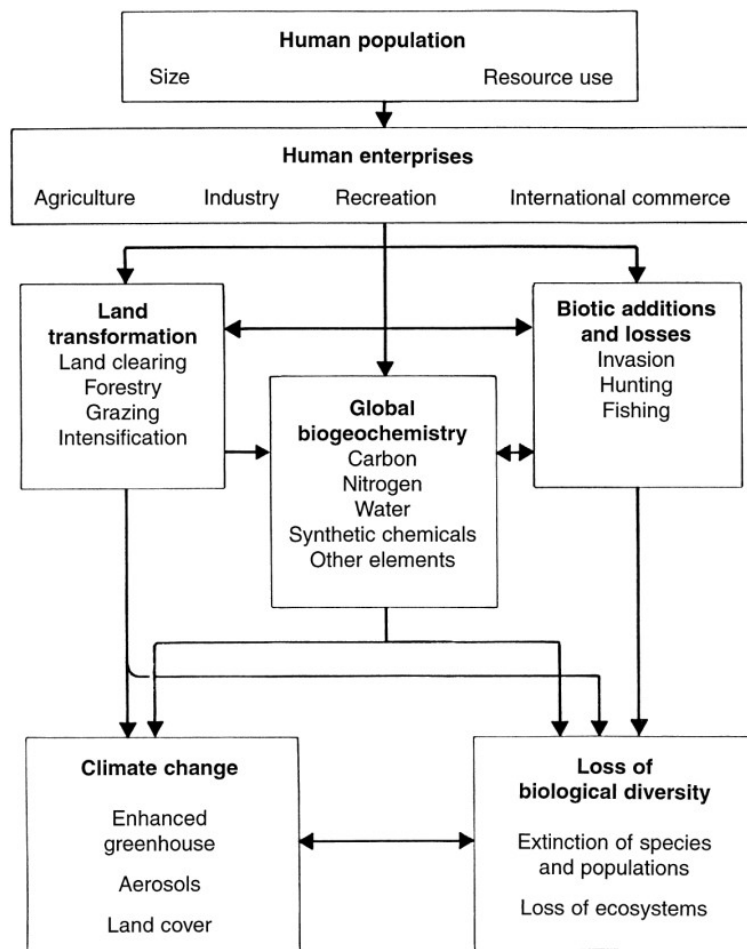 Human population
Size Resource use
Human enterprises
Agriculture Industry Recreation International commerce
Land
transformation
Land clearing
Forestry
Grazing
Intensification
Biotic additions
and losses
Invasion
Hunting
Fishing
Global
biogeochemistry
Carbon
Nitrogen
Water
Synthetic chemicals
Other elements
Climate change
Enhanced
greenhouse
Aerosols
Land cover
Loss of
biological diversity
Extinction of species
and populations
Loss of ecosystems